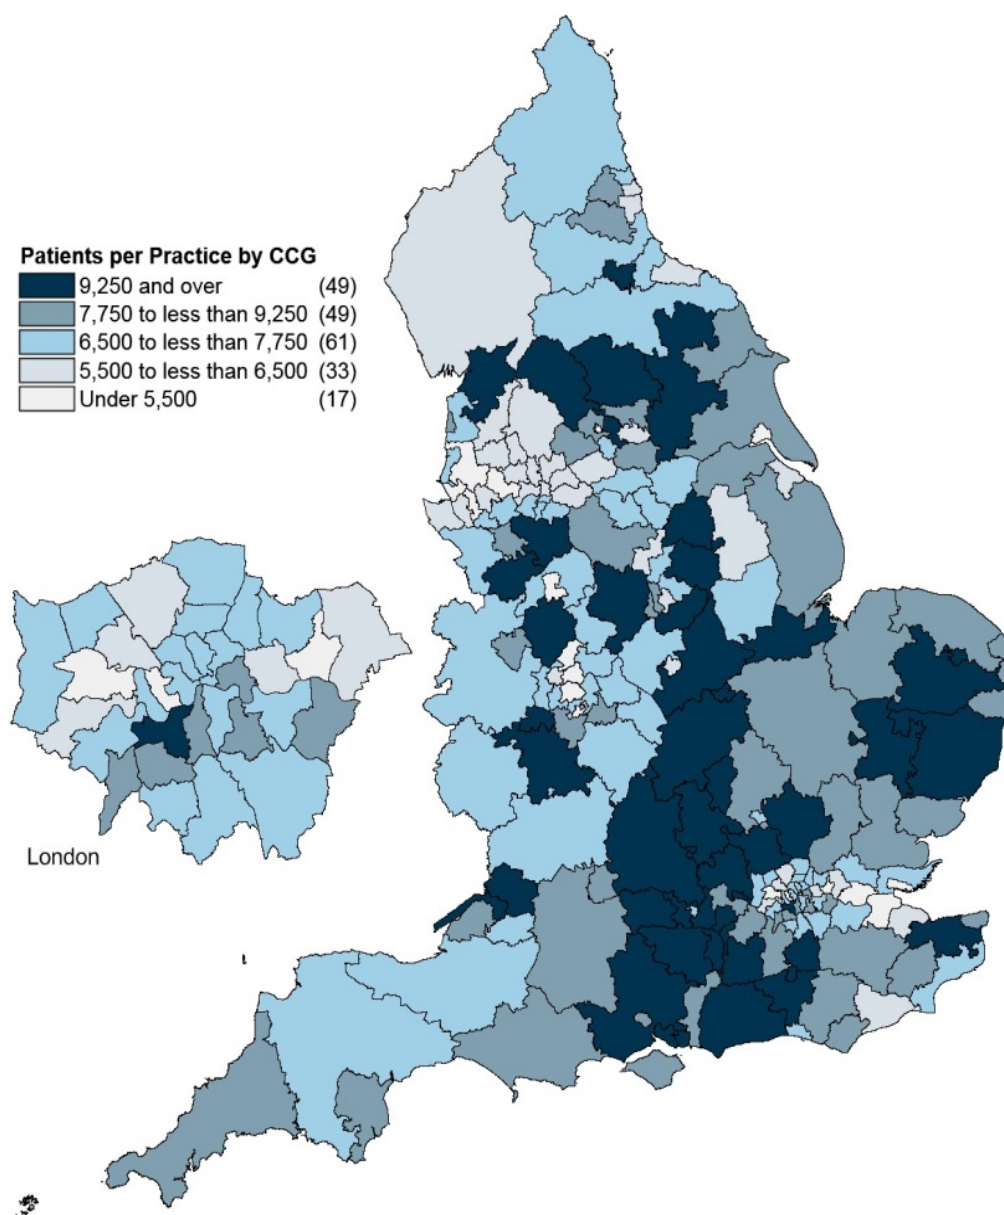 Patients per Practice by CCG
9,250 and over (49)
7,750 to less than 9,250 (49)
6,500 to less than 7,750 (61)
5,500 to less than 6,500 (33)
Under 5,500 (17)
London